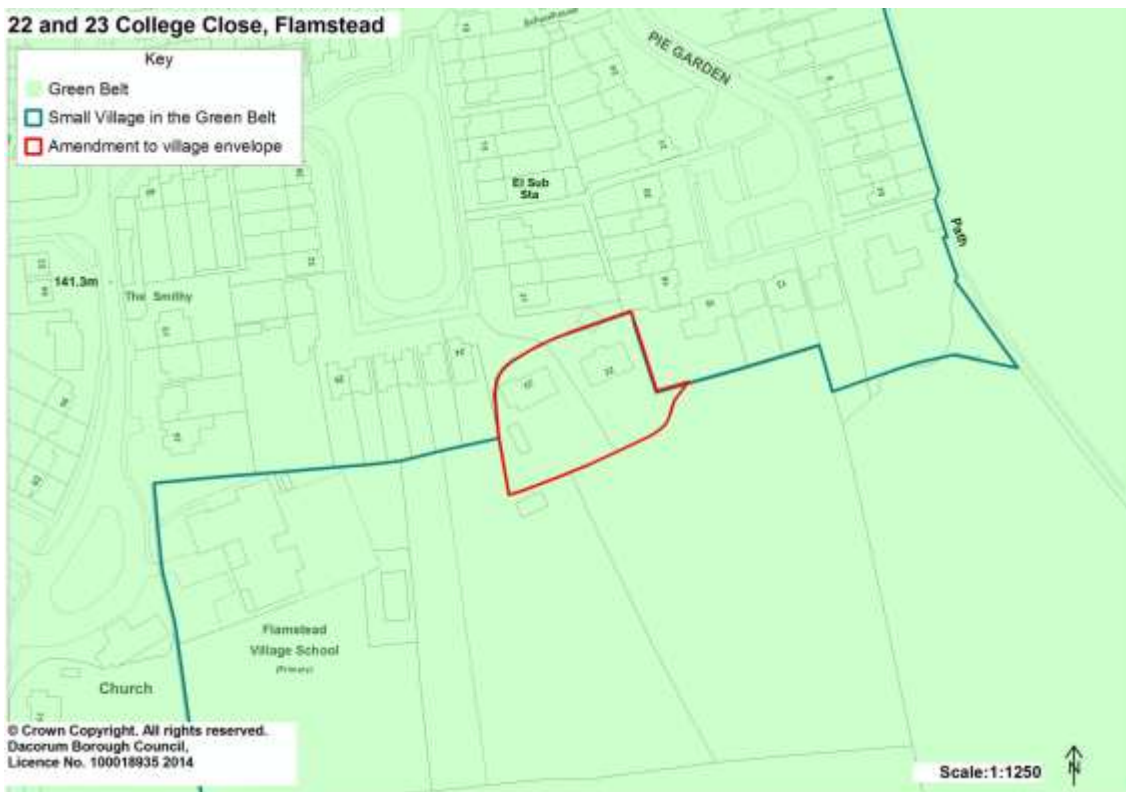 22 and 23 College Close, Flamstead
Key
Green Belt
Small Village in the Green Belt
Amendment to village envelope
PIE GARDEN
El Sub
Sta
Path
141.3m
The Smithy
Flamstead
Village School
(Primary)
Church
© Crown Copyright. All rights reserved.
Dacorum Borough Council,
Licence No. 100018935 2014
Scale:1:1250
N